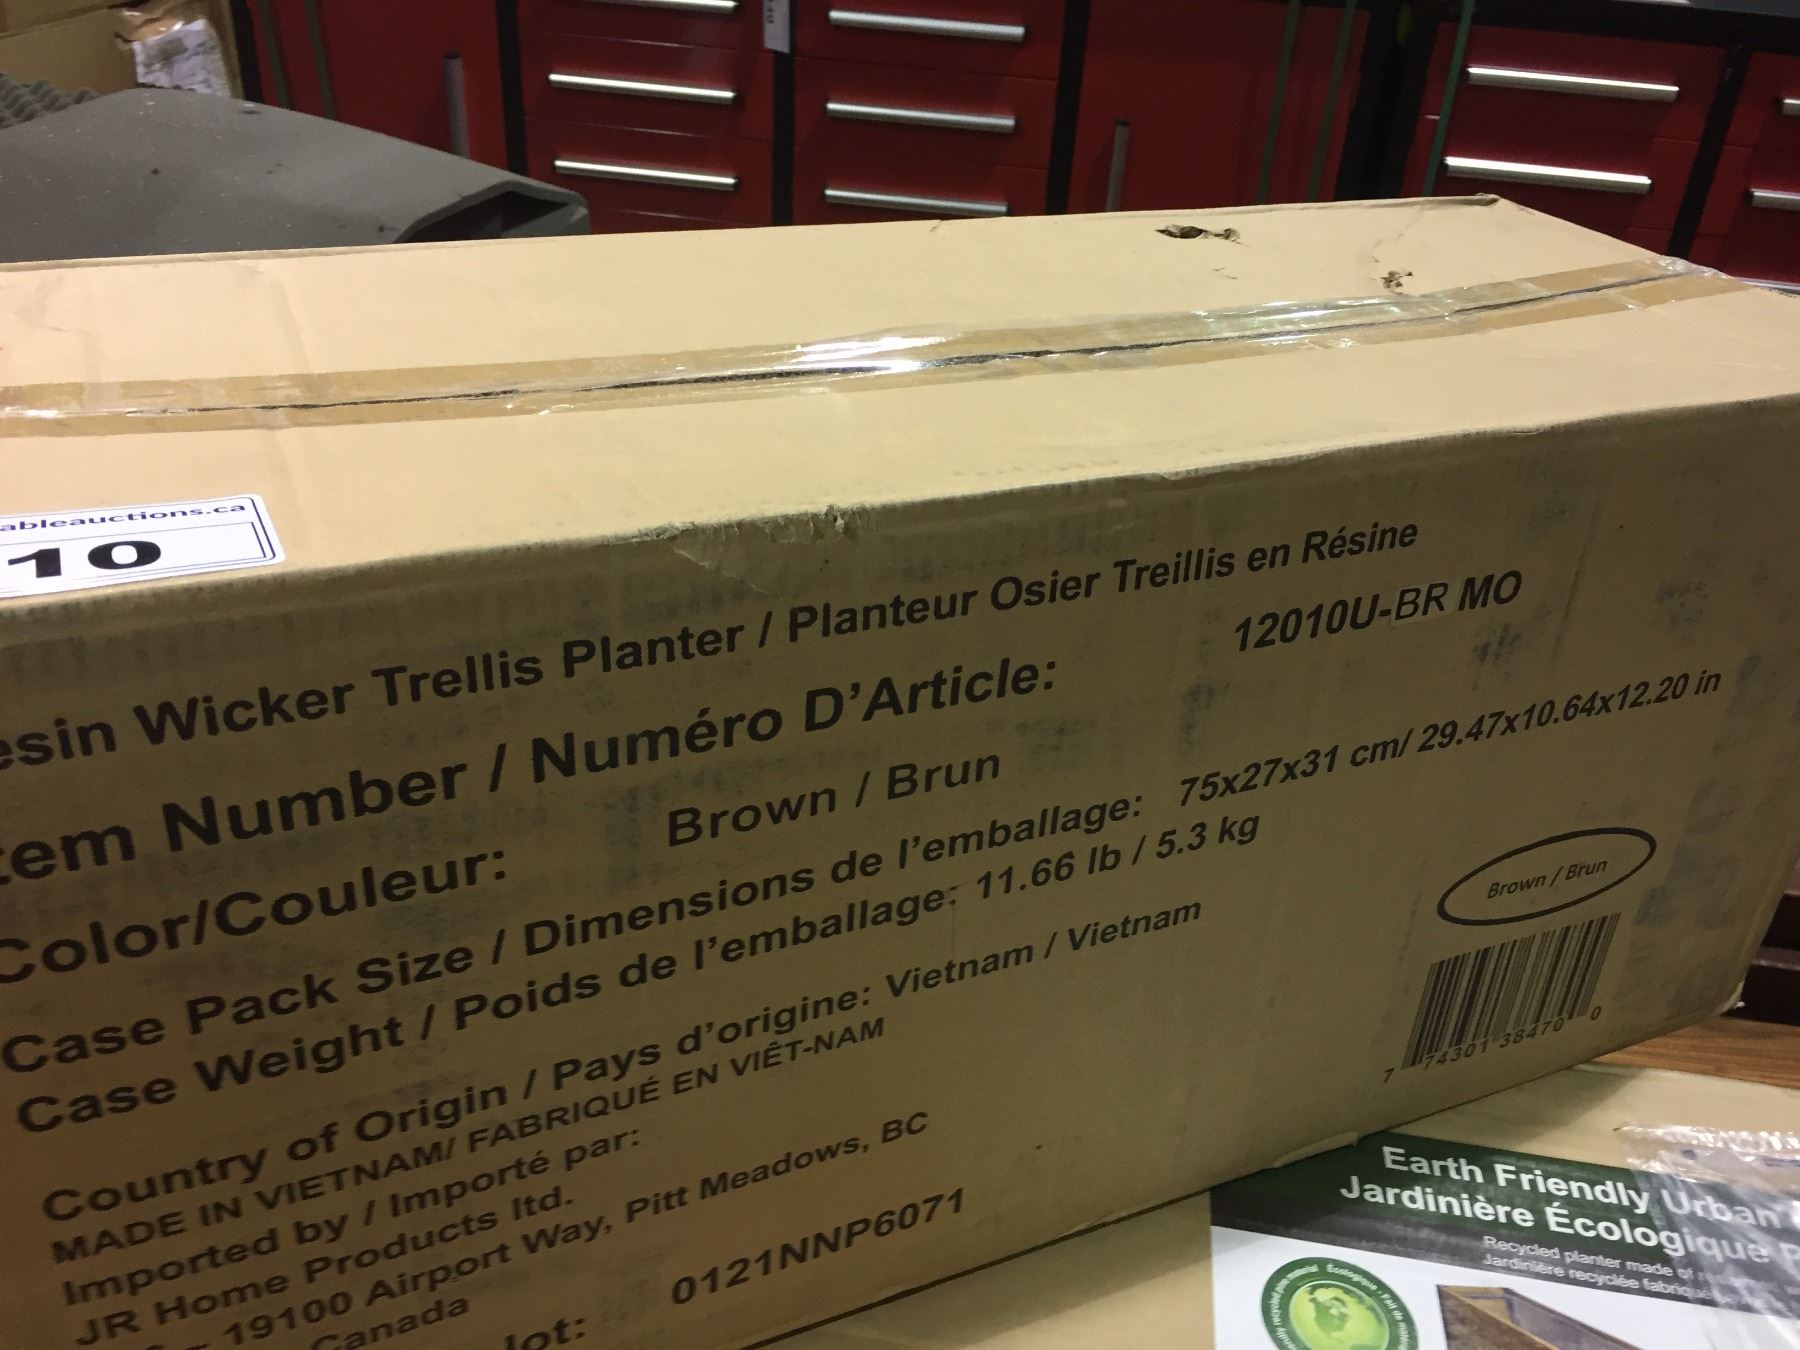 ableauctions.ca
10
esin Wicker Trellis Planter / Planteur Osier Treillis en Résine
tem Number / Numéro D'Article: 12010U-BR MO
Color/Couleur: Brown / Brun
Case Pack Size / Dimensions de l'emballage: 75x27x31 cm/ 29.47x10.64x12.20 in
Case Weight / Poids de l'emballage: 11.66 lb / 5.3 kg
Country of Origin / Pays d'origine: Vietnam / Vietnam
MADE IN VIETNAM/ FABRIQUÉ EN VIÊT-NAM
Imported by / Importé par:
JR Home Products ltd.
19100 Airport Way, Pitt Meadows, BC
Canada
lot: 0121NNP6071
Brown / Brun
7 74301 38470 0
Earth Friendly Urban
Jardinière Écologique
Recycled planter made of
Jardinière recyclée